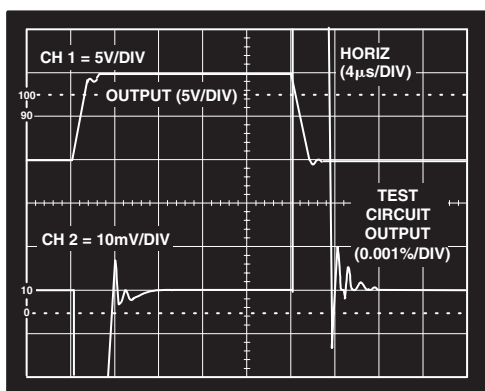 CH 1 = 5V/DIV
HORIZ
(4µs/DIV)
100
OUTPUT (5V/DIV)
90
TEST
CIRCUIT
OUTPUT
(0.001%/DIV)
CH 2 = 10mV/DIV
10
0